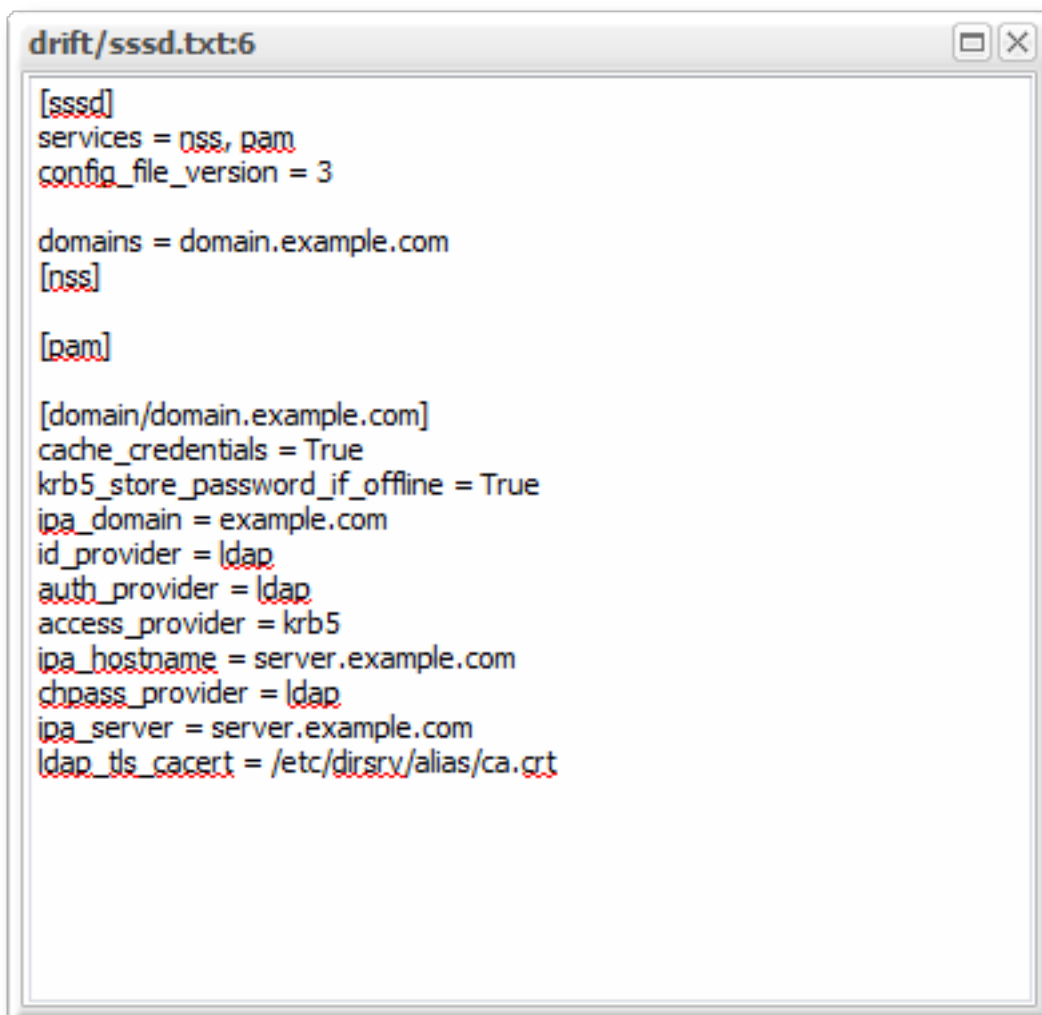 drift/sssd.txt:6
[sssd]
services = nss, pam
config_file_version = 3
domains = domain.example.com
[nss]
[pam]
[domain/domain.example.com]
cache_credentials = True
krb5_store_password_if_offline = True
ipa_domain = example.com
id_provider = ldap
auth_provider = ldap
access_provider = krb5
ipa_hostname = server.example.com
chpass_provider = ldap
ipa_server = server.example.com
ldap_tls_cacert = /etc/dirsrv/alias/ca.crt